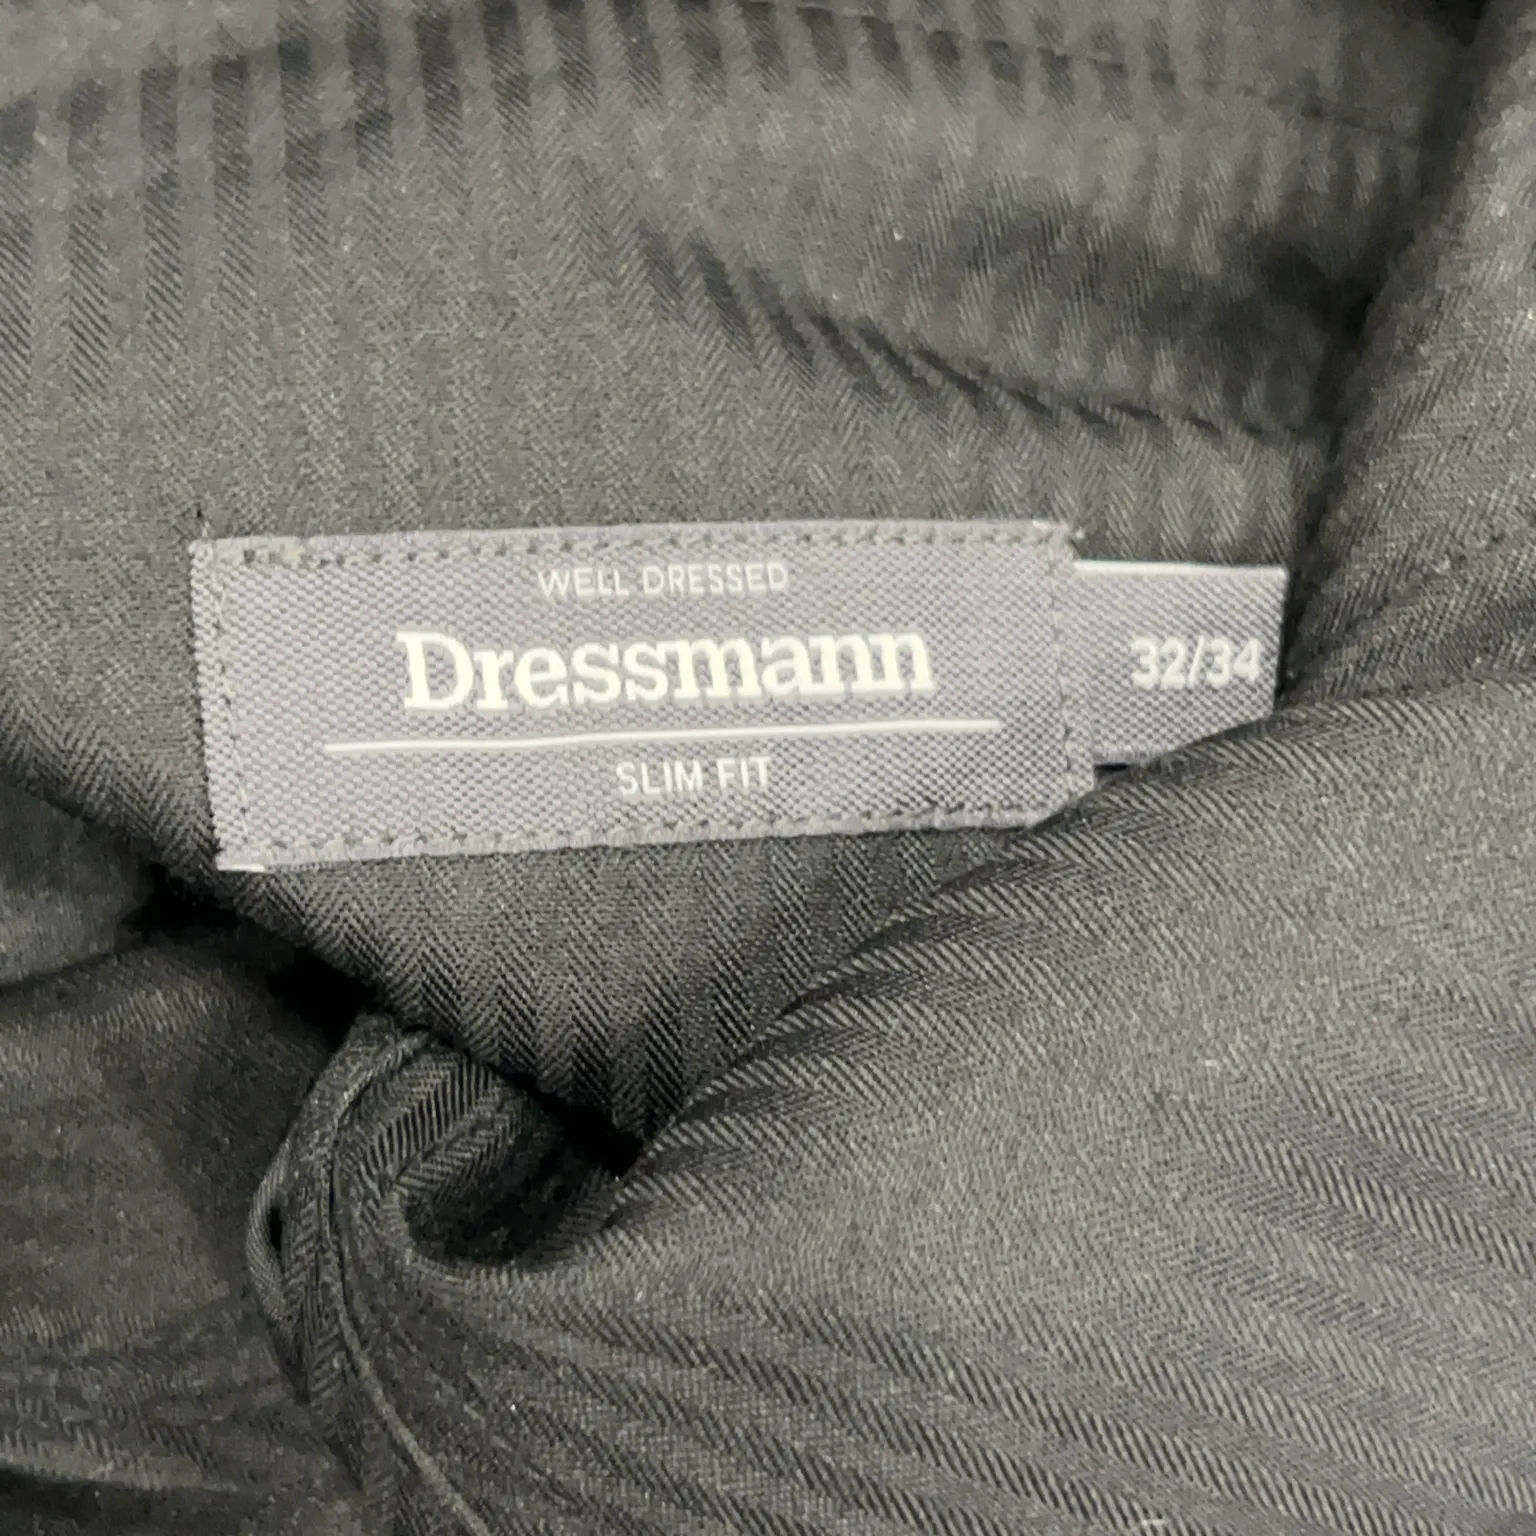 WELL DRESSED
Dressmann
32/34
SLIM FIT